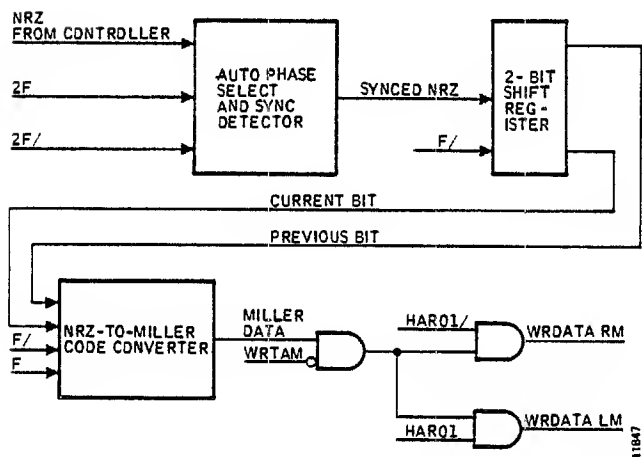 NRZ
FROM CONTROLLER
2F
2F/
AUTO PHASE
SELECT
AND SYNC
DETECTOR
SYNCED NRZ
F/
2-BIT
SHIFT
REG-
ISTER
CURRENT BIT
PREVIOUS BIT
F/
F
NRZ-TO-MILLER
CODE CONVERTER
MILLER
DATA
WRTAM
HAR01/
WRDATA RM
HAR01
WRDATA LM
11847